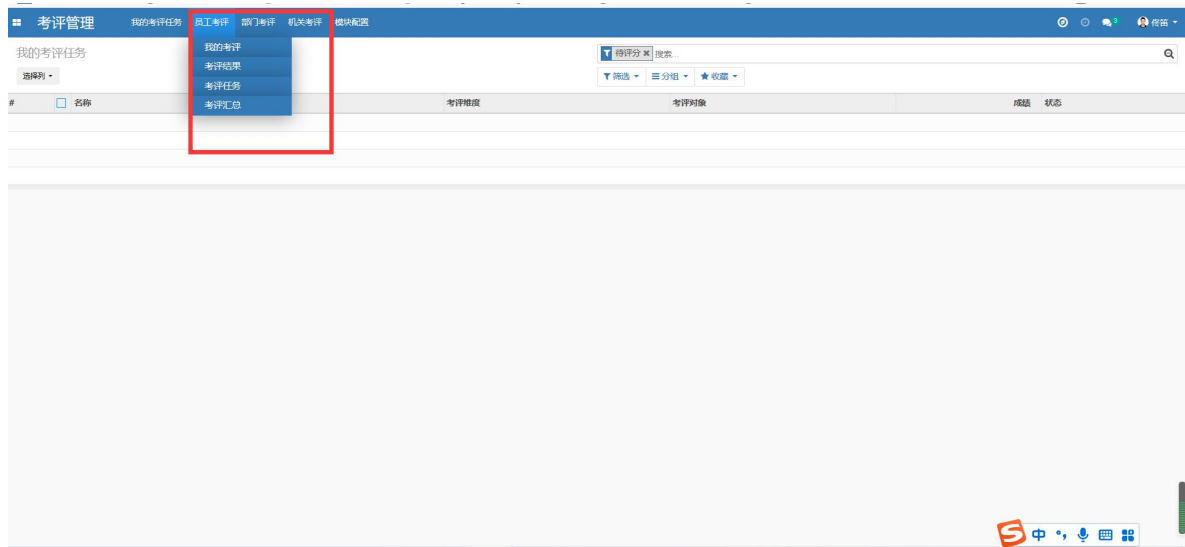 考评管理 我的考评任务 员工考评 部门考评 机关考评 模块配置 3 佟笛
我的考评任务 待评分 搜索...
我的考评
考评结果
考评任务
考评汇总
选择列 筛选 分组 收藏
# 名称 考评维度 考评对象 成绩 状态
中